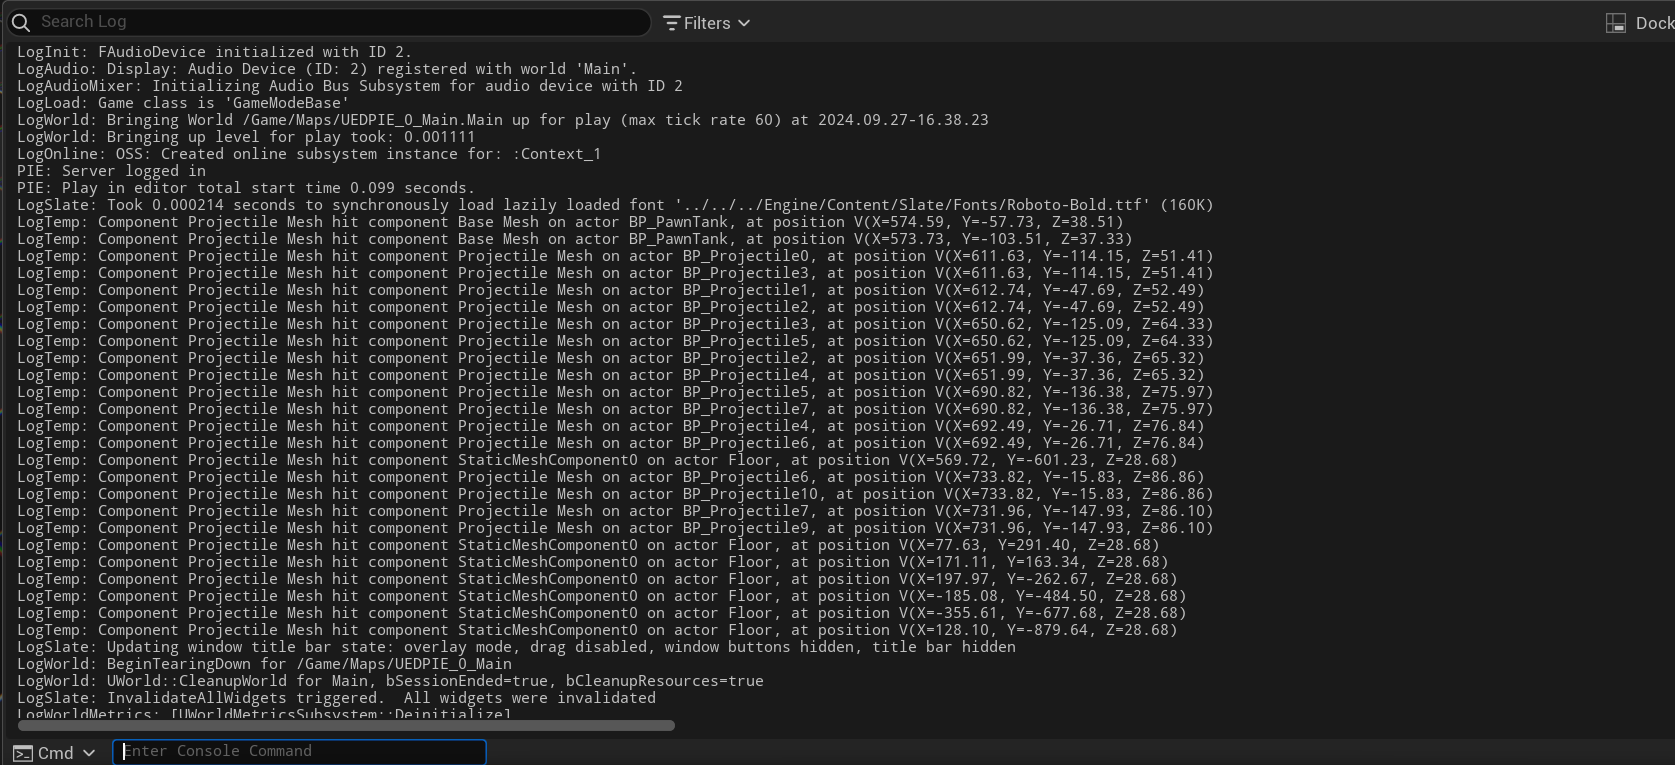 Search Log
Filters
Dock
LogInit: FAudioDevice initialized with ID 2.
LogAudio: Display: Audio Device (ID: 2) registered with world 'Main'.
LogAudioMixer: Initializing Audio Bus Subsystem for audio device with ID 2
LogLoad: Game class is 'GameModeBase'
LogWorld: Bringing World /Game/Maps/UEDPIE_0_Main.Main up for play (max tick rate 60) at 2024.09.27-16.38.23
LogWorld: Bringing up level for play took: 0.001111
LogOnline: OSS: Created online subsystem instance for: :Context_1
PIE: Server logged in
PIE: Play in editor total start time 0.099 seconds.
LogSlate: Took 0.000214 seconds to synchronously load lazily loaded font '../../../Engine/Content/Slate/Fonts/Roboto-Bold.ttf' (160K)
LogTemp: Component Projectile Mesh hit component Base Mesh on actor BP_PawnTank, at position V(X=574.59, Y=-57.73, Z=38.51)
LogTemp: Component Projectile Mesh hit component Base Mesh on actor BP_PawnTank, at position V(X=573.73, Y=-103.51, Z=37.33)
LogTemp: Component Projectile Mesh hit component Projectile Mesh on actor BP_Projectile0, at position V(X=611.63, Y=-114.15, Z=51.41)
LogTemp: Component Projectile Mesh hit component Projectile Mesh on actor BP_Projectile3, at position V(X=611.63, Y=-114.15, Z=51.41)
LogTemp: Component Projectile Mesh hit component Projectile Mesh on actor BP_Projectile1, at position V(X=612.74, Y=-47.69, Z=52.49)
LogTemp: Component Projectile Mesh hit component Projectile Mesh on actor BP_Projectile2, at position V(X=612.74, Y=-47.69, Z=52.49)
LogTemp: Component Projectile Mesh hit component Projectile Mesh on actor BP_Projectile3, at position V(X=650.62, Y=-125.09, Z=64.33)
LogTemp: Component Projectile Mesh hit component Projectile Mesh on actor BP_Projectile5, at position V(X=650.62, Y=-125.09, Z=64.33)
LogTemp: Component Projectile Mesh hit component Projectile Mesh on actor BP_Projectile2, at position V(X=651.99, Y=-37.36, Z=65.32)
LogTemp: Component Projectile Mesh hit component Projectile Mesh on actor BP_Projectile4, at position V(X=651.99, Y=-37.36, Z=65.32)
LogTemp: Component Projectile Mesh hit component Projectile Mesh on actor BP_Projectile5, at position V(X=690.82, Y=-136.38, Z=75.97)
LogTemp: Component Projectile Mesh hit component Projectile Mesh on actor BP_Projectile7, at position V(X=690.82, Y=-136.38, Z=75.97)
LogTemp: Component Projectile Mesh hit component Projectile Mesh on actor BP_Projectile4, at position V(X=692.49, Y=-26.71, Z=76.84)
LogTemp: Component Projectile Mesh hit component Projectile Mesh on actor BP_Projectile6, at position V(X=692.49, Y=-26.71, Z=76.84)
LogTemp: Component Projectile Mesh hit component StaticMeshComponent0 on actor Floor, at position V(X=569.72, Y=-601.23, Z=28.68)
LogTemp: Component Projectile Mesh hit component Projectile Mesh on actor BP_Projectile6, at position V(X=733.82, Y=-15.83, Z=86.86)
LogTemp: Component Projectile Mesh hit component Projectile Mesh on actor BP_Projectile10, at position V(X=733.82, Y=-15.83, Z=86.86)
LogTemp: Component Projectile Mesh hit component Projectile Mesh on actor BP_Projectile7, at position V(X=731.96, Y=-147.93, Z=86.10)
LogTemp: Component Projectile Mesh hit component Projectile Mesh on actor BP_Projectile9, at position V(X=731.96, Y=-147.93, Z=86.10)
LogTemp: Component Projectile Mesh hit component StaticMeshComponent0 on actor Floor, at position V(X=77.63, Y=291.40, Z=28.68)
LogTemp: Component Projectile Mesh hit component StaticMeshComponent0 on actor Floor, at position V(X=171.11, Y=163.34, Z=28.68)
LogTemp: Component Projectile Mesh hit component StaticMeshComponent0 on actor Floor, at position V(X=197.97, Y=-262.67, Z=28.68)
LogTemp: Component Projectile Mesh hit component StaticMeshComponent0 on actor Floor, at position V(X=-185.08, Y=-484.50, Z=28.68)
LogTemp: Component Projectile Mesh hit component StaticMeshComponent0 on actor Floor, at position V(X=-355.61, Y=-677.68, Z=28.68)
LogTemp: Component Projectile Mesh hit component StaticMeshComponent0 on actor Floor, at position V(X=128.10, Y=-879.64, Z=28.68)
LogSlate: Updating window title bar state: overlay mode, drag disabled, window buttons hidden, title bar hidden
LogWorld: BeginTearingDown for /Game/Maps/UEDPIE_0_Main
LogWorld: UWorld::CleanupWorld for Main, bSessionEnded=true, bCleanupResources=true
LogSlate: InvalidateAllWidgets triggered.  All widgets were invalidated
LogWorldMetrics: [UWorldMetricsSubsystem::Deinitialize]
Cmd
Enter Console Command